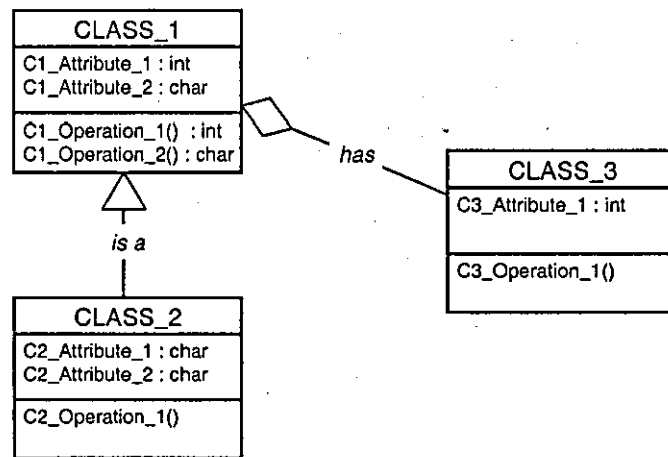 CLASS_1
C1_Attribute_1 : int
C1_Attribute_2 : char
C1_Operation_1() : int
C1_Operation_2() : char
has
CLASS_3
C3_Attribute_1 : int
C3_Operation_1()
is a
CLASS_2
C2_Attribute_1 : char
C2_Attribute_2 : char
C2_Operation_1()